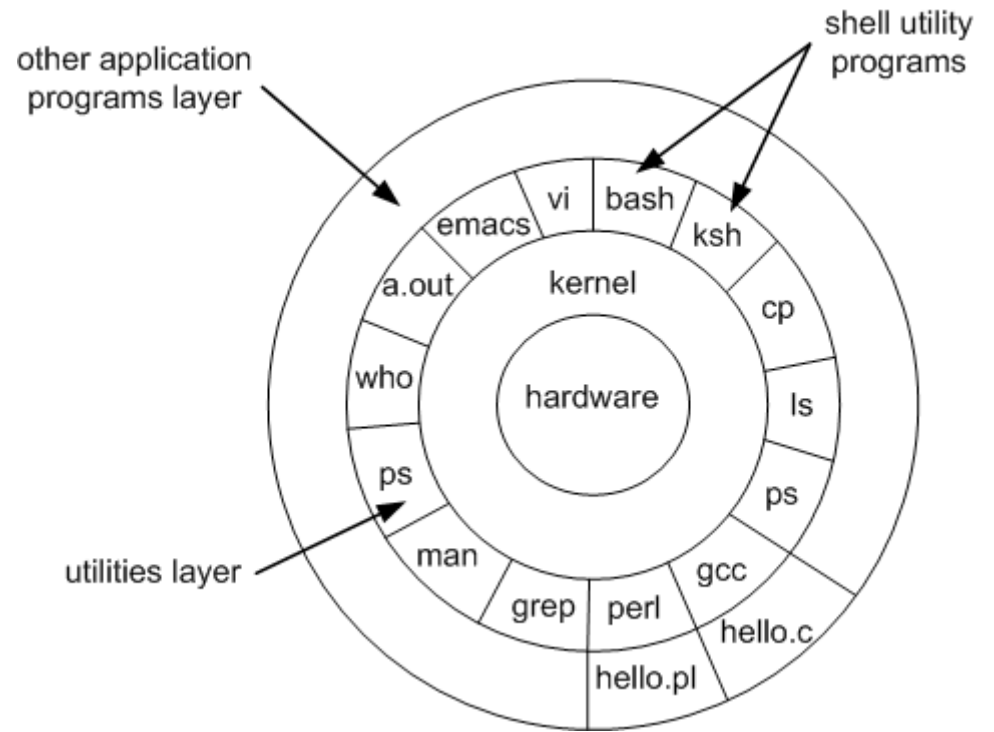 other application
programs layer
shell utility
programs
vi
bash
emacs
ksh
a.out
kernel
cp
who
hardware
ls
ps
ps
utilities layer
man
gcc
grep
perl
hello.c
hello.pl